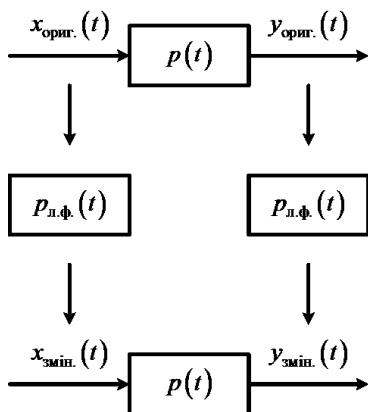 x_ориг.(t) p(t) y_ориг.(t)
p_л.ф.(t) p_л.ф.(t)
x_змін.(t) p(t) y_змін.(t)